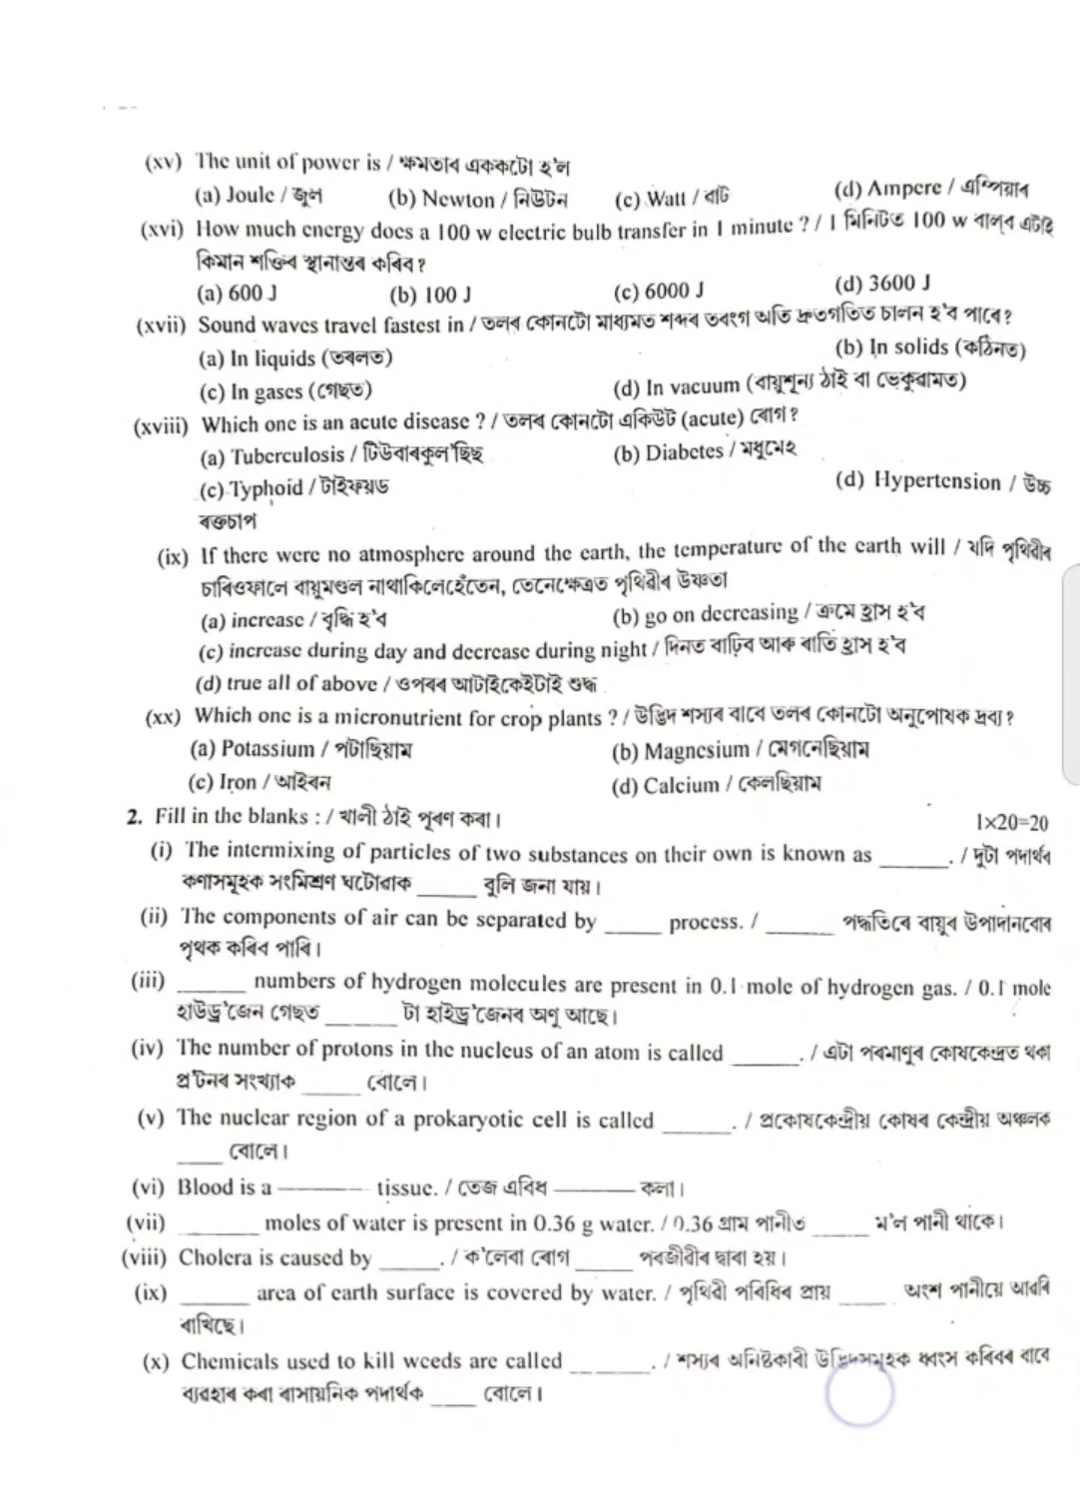 (xv) The unit of power is / ক্ষমতাৰ এককটো হ'ল
(a) Joule / জুল (b) Newton / নিউটন (c) Watt / ৱাট (d) Ampere / এম্পিয়াৰ
(xvi) How much energy does a 100 w electric bulb transfer in 1 minute ? / 1 মিনিটত 100 w বাল্‌ব এটাই
কিমান শক্তিৰ স্থানান্তৰ কৰিব ?
(a) 600 J (b) 100 J (c) 6000 J (d) 3600 J
(xvii) Sound waves travel fastest in / তলৰ কোনটো মাধ্যমত শব্দৰ তৰংগ অতি দ্ৰুতগতিত চালন হ'ব পাৰে ?
(a) In liquids (তৰলত) (b) In solids (কঠিনত)
(c) In gases (গেছত) (d) In vacuum (বায়ুশূন্য ঠাই বা ভেকুৱামত)
(xviii) Which one is an acute disease ? / তলৰ কোনটো একিউট (acute) ৰোগ ?
(a) Tuberculosis / টিউবাৰকুল'ছিছ (b) Diabetes / মধুমেহ
(c) Typhoid / টাইফয়ড (d) Hypertension / উচ্চ
ৰক্তচাপ
(ix) If there were no atmosphere around the earth, the temperature of the earth will / যদি পৃথিৱীৰ
চাৰিওফালে বায়ুমণ্ডল নাথাকিলেহেঁতেন, তেনেক্ষেত্ৰত পৃথিৱীৰ উষ্ণতা
(a) increase / বৃদ্ধি হ'ব (b) go on decreasing / ক্ৰমে হ্ৰাস হ'ব
(c) increase during day and decrease during night / দিনত বাঢ়িব আৰু ৰাতি হ্ৰাস হ'ব
(d) true all of above / ওপৰৰ আটাইকেইটাই শুদ্ধ
(xx) Which one is a micronutrient for crop plants ? / উদ্ভিদ শস্যৰ বাবে তলৰ কোনটো অনুপোষক দ্ৰব্য ?
(a) Potassium / পটাছিয়াম (b) Magnesium / মেগনেছিয়াম
(c) Iron / আইৰন (d) Calcium / কেলছিয়াম
2. Fill in the blanks : / খালী ঠাই পূৰণ কৰা। 1×20=20
(i) The intermixing of particles of two substances on their own is known as ______. / দুটা পদাৰ্থৰ
কণাসমূহক সংমিশ্ৰণ ঘটোৱাক ______ বুলি জনা যায়।
(ii) The components of air can be separated by ______ process. / ______ পদ্ধতিৰে বায়ুৰ উপাদানবোৰ
পৃথক কৰিব পাৰি।
(iii) ______ numbers of hydrogen molecules are present in 0.1 mole of hydrogen gas. / 0.1 mole
হাউড্ৰ'জেন গেছত ______ টা হাইড্ৰ'জেনৰ অণু আছে।
(iv) The number of protons in the nucleus of an atom is called ______. / এটা পৰমাণুৰ কোষকেন্দ্ৰত থকা
প্ৰ'টনৰ সংখ্যাক ______ বোলে।
(v) The nuclear region of a prokaryotic cell is called ______. / প্ৰকোষকেন্দ্ৰীয় কোষৰ কেন্দ্ৰীয় অঞ্চলক
____ বোলে।
(vi) Blood is a ______ tissue. / তেজ এবিধ ______ কলা।
(vii) ______ moles of water is present in 0.36 g water. / 0.36 গ্ৰাম পানীত ______ ম'ল পানী থাকে।
(viii) Cholera is caused by ______. / ক'লেৰা ৰোগ ______ পৰজীৱীৰ দ্বাৰা হয়।
(ix) ______ area of earth surface is covered by water. / পৃথিৱী পৰিধিৰ প্ৰায় ____ অংশ পানীয়ে আৱৰি
ৰাখিছে।
(x) Chemicals used to kill weeds are called ______. / শস্যৰ অনিষ্টকাৰী উদ্ভিদসমূহক ধ্বংস কৰিবৰ বাবে
ব্যৱহাৰ কৰা ৰাসায়নিক পদাৰ্থক ____ বোলে।